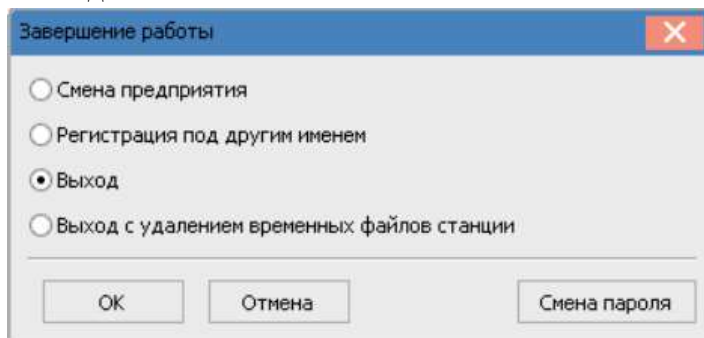 Завершение работы
Смена предприятия
Регистрация под другим именем
Выход
Выход с удалением временных файлов станции
ОК
Отмена
Смена пароля